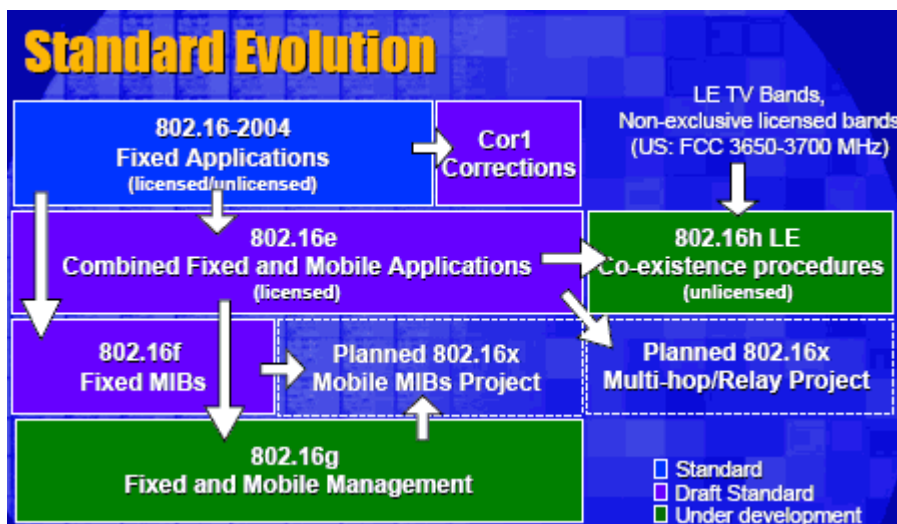 Standard Evolution
802.16-2004
Fixed Applications
(licensed/unlicensed)
Cor1
Corrections
LE TV Bands,
Non-exclusive licensed bands
(US: FCC 3650-3700 MHz)
802.16e
Combined Fixed and Mobile Applications
(licensed)
802.16h LE
Co-existence procedures
(unlicensed)
802.16f
Fixed MIBs
Planned 802.16x
Mobile MIBs Project
Planned 802.16x
Multi-hop/Relay Project
802.16g
Fixed and Mobile Management
Standard
Draft Standard
Under development